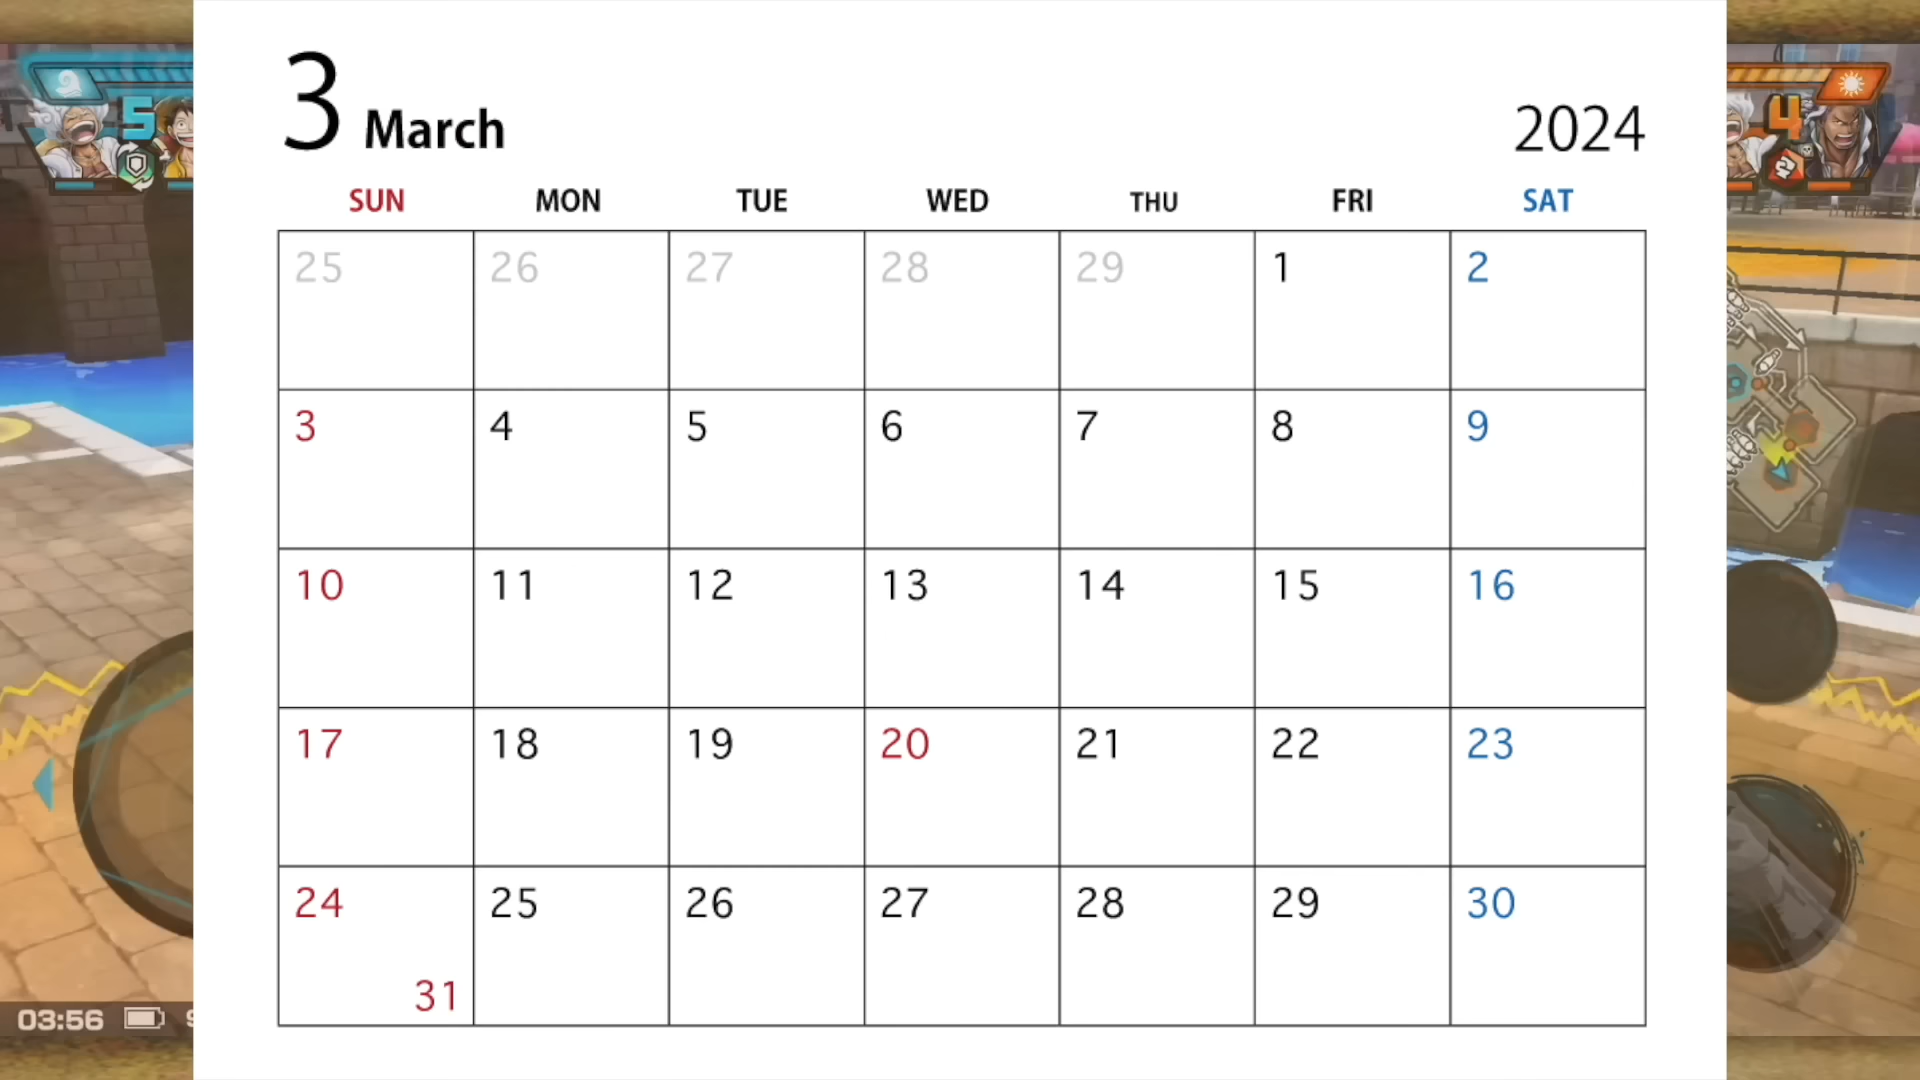 3 March 2024
SUN MON TUE WED THU FRI SAT
25 26 27 28 29 1 2
3 4 5 6 7 8 9
10 11 12 13 14 15 16
17 18 19 20 21 22 23
24 25 26 27 28 29 30
31
5
4
03:56